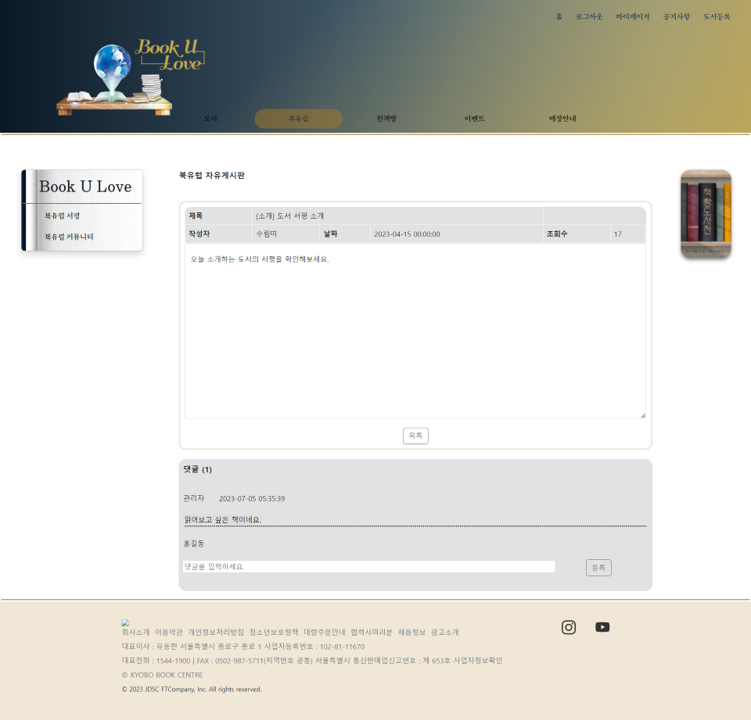 홈 로그아웃 마이페이지 공지사항 도서등록
Book U Love
도서 북유럽 원책방 이벤트 매장안내
Book U Love
북유럽 서평
북유럽 커뮤니티
북유럽 자유게시판
제목 [소개] 도서 서평 소개
작성자 수림띠 날짜 2023-04-15 00:00:00 조회수 17
오늘 소개하는 도서의 서평을 확인해보세요.
목록
책빵도서전
댓글 (1)
관리자 2023-07-05 05:35:39
읽어보고 싶은 책이네요.
홍길동
댓글을 입력하세요.
등록
회사소개 이용약관 개인정보처리방침 청소년보호정책 대량주문안내 협력사여러분 채용정보 광고소개
대표이사 : 유동현 서울특별시 종로구 종로 1 사업자등록번호 : 102-81-11670
대표전화 : 1544-1900 | FAX : 0502-987-5711(지역번호 공통) 서울특별시 통신판매업신고번호 : 제 653호 사업자정보확인
© KYOBO BOOK CENTRE
© 2023 JDSC F7Company, Inc. All rights reserved.